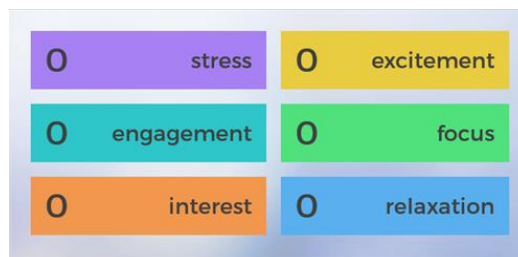 0 stress
0 excitement
0 engagement
0 focus
0 interest
0 relaxation